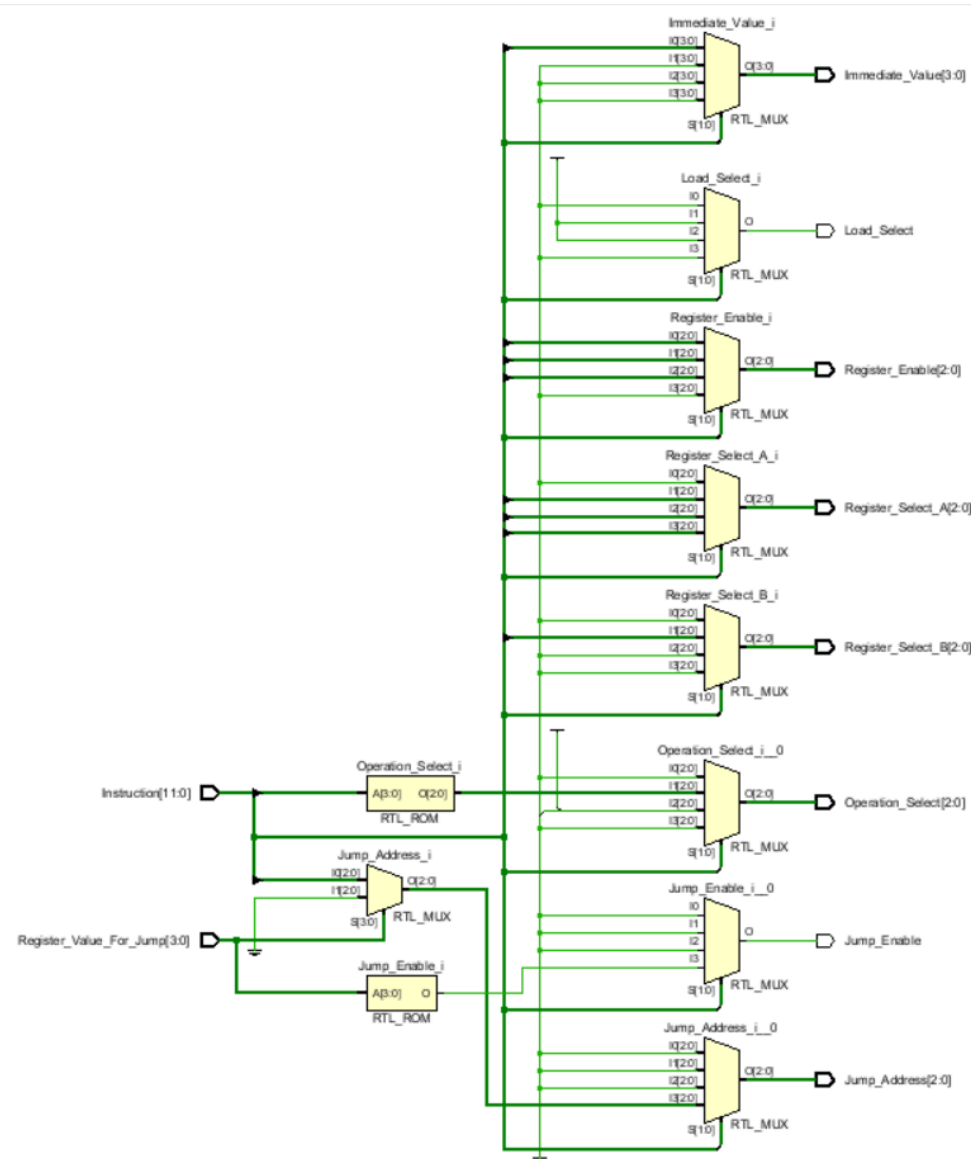 Immediate_Value_i
I0[3:0]
I1[3:0]
I2[3:0]
I3[3:0]
O[3:0]
S[1:0]
RTL_MUX
Immediate_Value[3:0]
Load_Select_i
I0
I1
I2
I3
O
S[1:0]
RTL_MUX
Load_Select
Register_Enable_i
I0[2:0]
I1[2:0]
I2[2:0]
I3[2:0]
O[2:0]
S[1:0]
RTL_MUX
Register_Enable[2:0]
Register_Select_A_i
I0[2:0]
I1[2:0]
I2[2:0]
I3[2:0]
O[2:0]
S[1:0]
RTL_MUX
Register_Select_A[2:0]
Register_Select_B_i
I0[2:0]
I1[2:0]
I2[2:0]
I3[2:0]
O[2:0]
S[1:0]
RTL_MUX
Register_Select_B[2:0]
Operation_Select_i__0
I0[2:0]
I1[2:0]
I2[2:0]
I3[2:0]
O[2:0]
S[1:0]
RTL_MUX
Operation_Select[2:0]
Instruction[11:0]
Operation_Select_i
A[3:0]
O[2:0]
RTL_ROM
Jump_Address_i
I0[2:0]
I1[2:0]
O[2:0]
S[3:0]
RTL_MUX
Register_Value_For_Jump[3:0]
Jump_Enable_i
A[3:0]
O
RTL_ROM
Jump_Enable_i__0
I0
I1
I2
I3
O
S[1:0]
RTL_MUX
Jump_Enable
Jump_Address_i__0
I0[2:0]
I1[2:0]
I2[2:0]
I3[2:0]
O[2:0]
S[1:0]
RTL_MUX
Jump_Address[2:0]